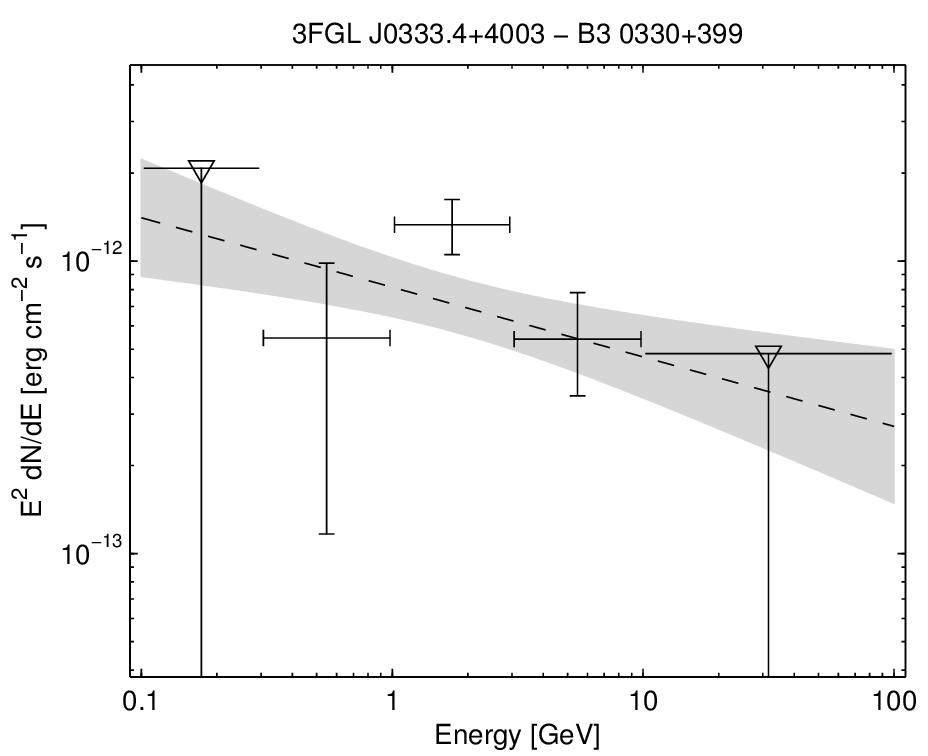 3FGL J0333.4+4003 − B3 0330+399
E² dN/dE [erg cm⁻² s⁻¹]
10⁻¹²
10⁻¹³
0.1 1 10 100
Energy [GeV]